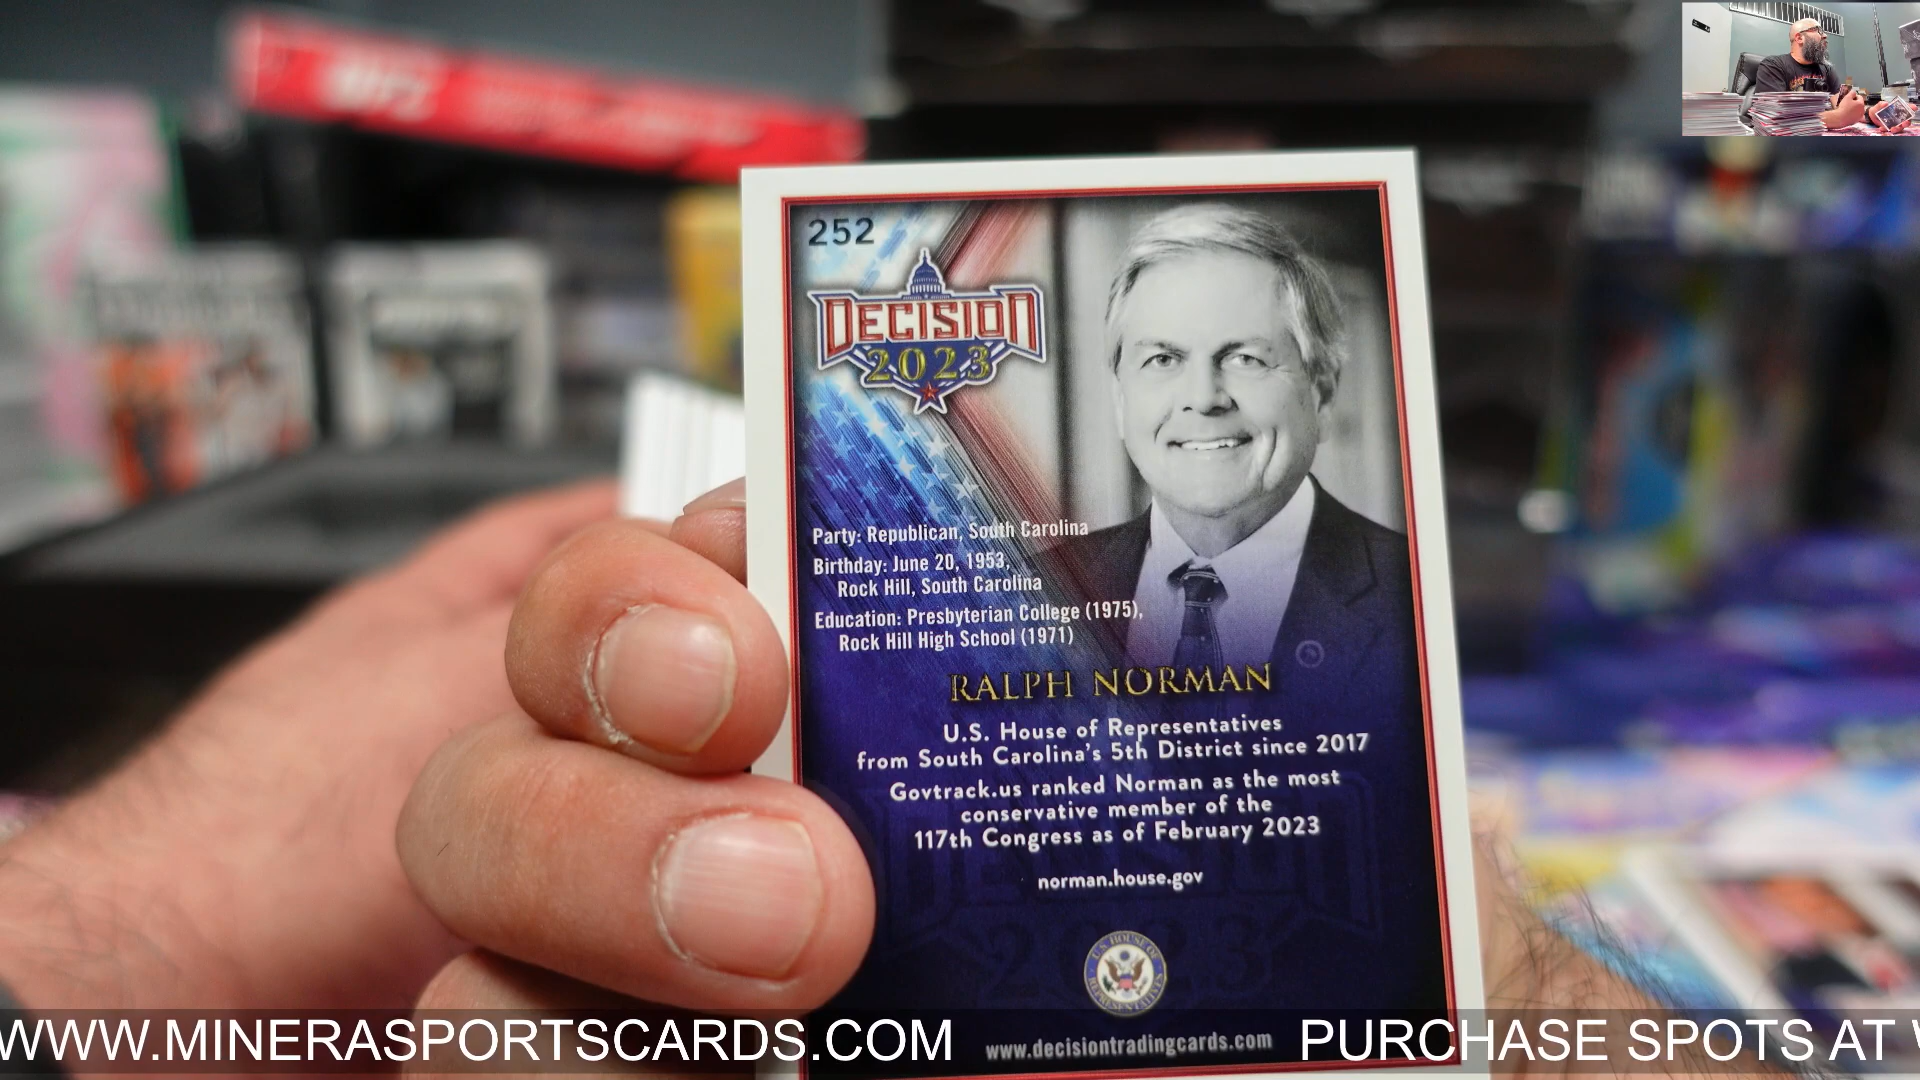 252
DECISION
2023
Party: Republican, South Carolina
Birthday: June 20, 1953,
Rock Hill, South Carolina
Education: Presbyterian College (1975),
Rock Hill High School (1971)
RALPH NORMAN
U.S. House of Representatives
from South Carolina's 5th District since 2017
Govtrack.us ranked Norman as the most
conservative member of the
117th Congress as of February 2023
norman.house.gov
U.S. HOUSE OF
REPRESENTATIVES
www.decisiontradingcards.com
WWW.MINERASPORTSCARDS.COM PURCHASE SPOTS AT